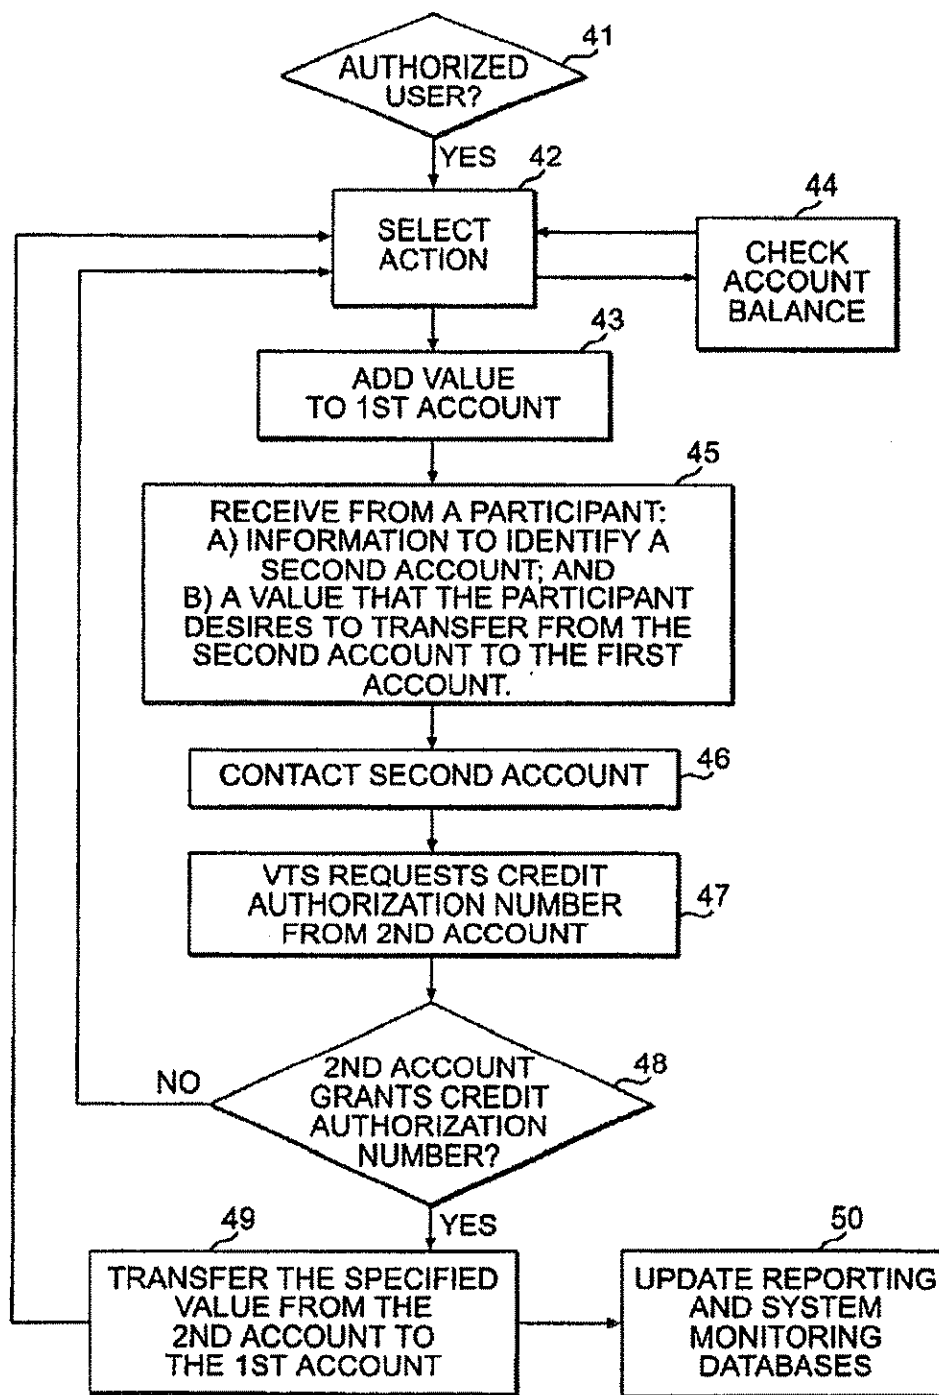 41
AUTHORIZED
USER?
YES
42
SELECT
ACTION
44
CHECK
ACCOUNT
BALANCE
43
ADD VALUE
TO 1ST ACCOUNT
45
RECEIVE FROM A PARTICIPANT:
A) INFORMATION TO IDENTIFY A
SECOND ACCOUNT; AND
B) A VALUE THAT THE PARTICIPANT
DESIRES TO TRANSFER FROM THE
SECOND ACCOUNT TO THE FIRST
ACCOUNT.
CONTACT SECOND ACCOUNT
46
VTS REQUESTS CREDIT
AUTHORIZATION NUMBER
FROM 2ND ACCOUNT
47
2ND ACCOUNT
GRANTS CREDIT
AUTHORIZATION
NUMBER?
48
NO
YES
49
TRANSFER THE SPECIFIED
VALUE FROM THE
2ND ACCOUNT TO
THE 1ST ACCOUNT
50
UPDATE REPORTING
AND SYSTEM
MONITORING
DATABASES